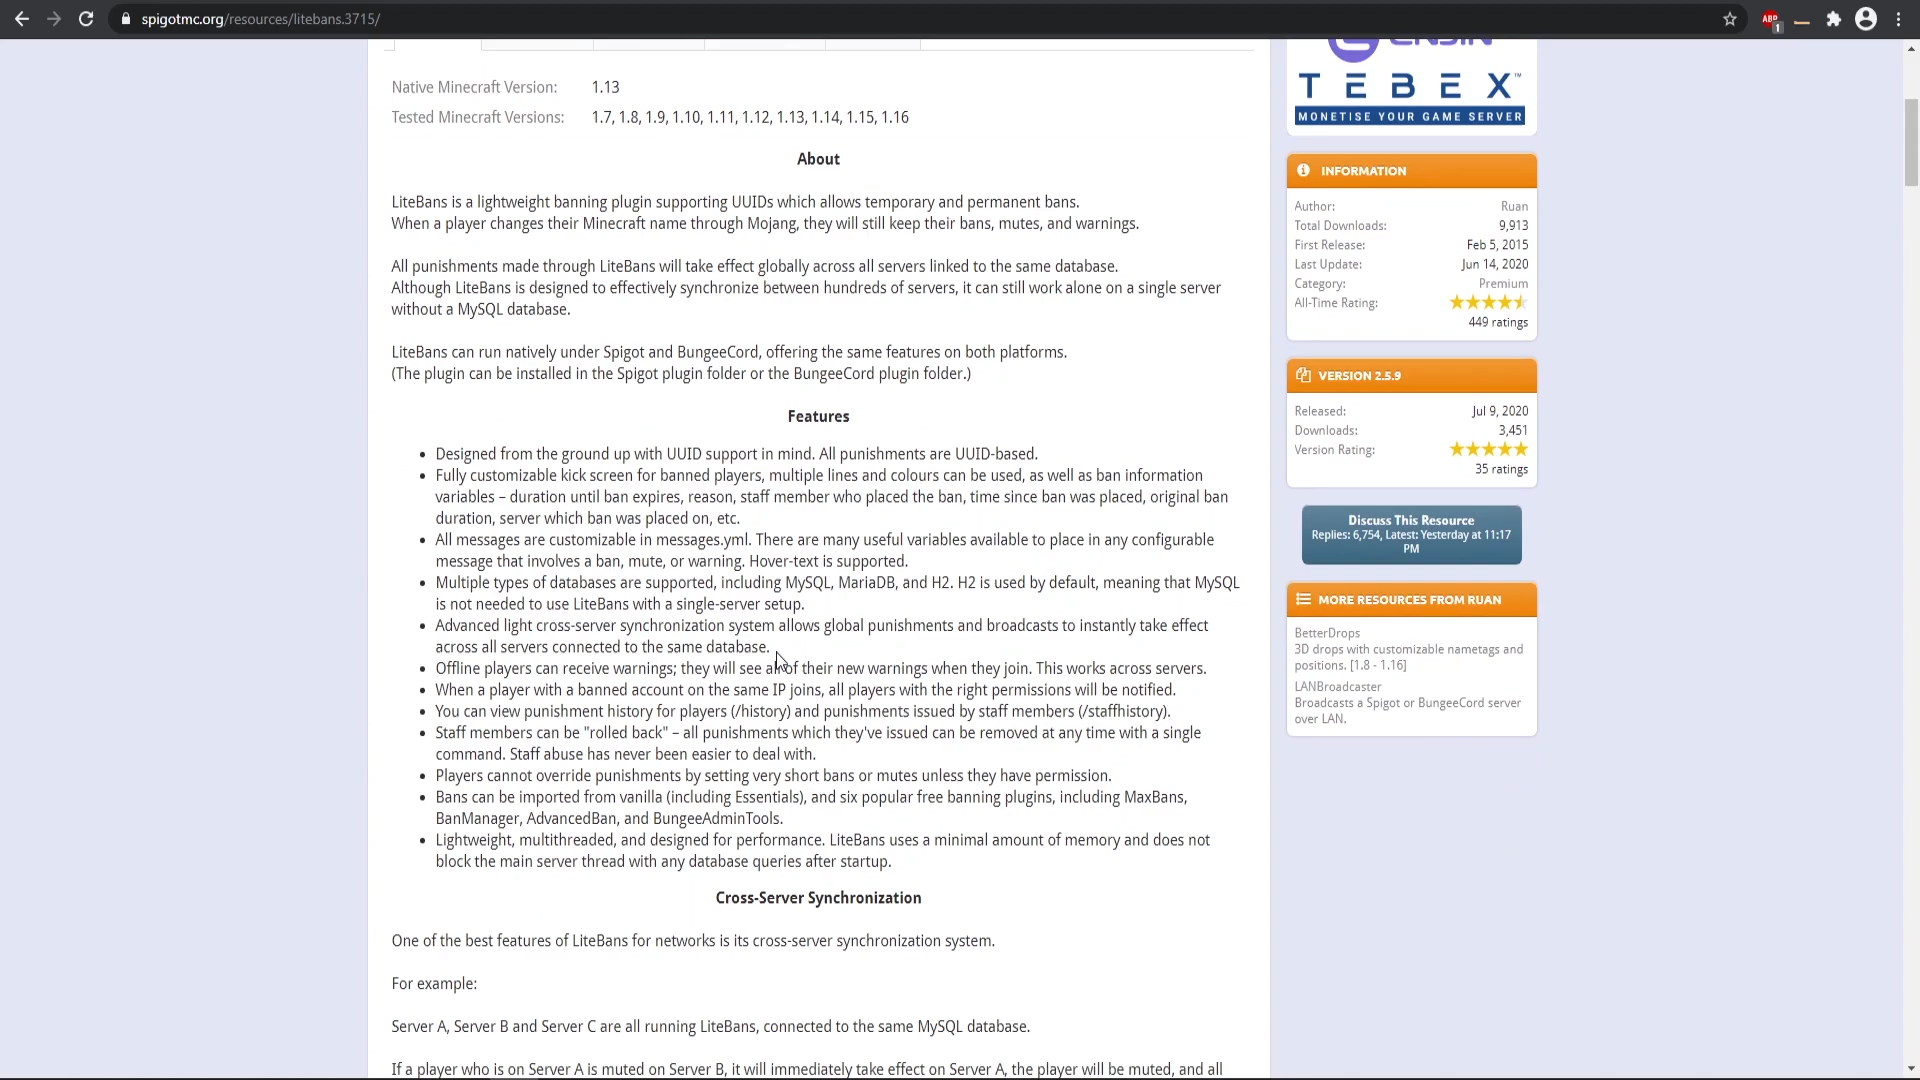 spigotmc.org/resources/litebans.3715/
ABP
1
Native Minecraft Version: 1.13
Tested Minecraft Versions: 1.7, 1.8, 1.9, 1.10, 1.11, 1.12, 1.13, 1.14, 1.15, 1.16
About
LiteBans is a lightweight banning plugin supporting UUIDs which allows temporary and permanent bans.
When a player changes their Minecraft name through Mojang, they will still keep their bans, mutes, and warnings.
All punishments made through LiteBans will take effect globally across all servers linked to the same database.
Although LiteBans is designed to effectively synchronize between hundreds of servers, it can still work alone on a single server
without a MySQL database.
LiteBans can run natively under Spigot and BungeeCord, offering the same features on both platforms.
(The plugin can be installed in the Spigot plugin folder or the BungeeCord plugin folder.)
Features
• Designed from the ground up with UUID support in mind. All punishments are UUID-based.
• Fully customizable kick screen for banned players, multiple lines and colours can be used, as well as ban information
variables – duration until ban expires, reason, staff member who placed the ban, time since ban was placed, original ban
duration, server which ban was placed on, etc.
• All messages are customizable in messages.yml. There are many useful variables available to place in any configurable
message that involves a ban, mute, or warning. Hover-text is supported.
• Multiple types of databases are supported, including MySQL, MariaDB, and H2. H2 is used by default, meaning that MySQL
is not needed to use LiteBans with a single-server setup.
• Advanced light cross-server synchronization system allows global punishments and broadcasts to instantly take effect
across all servers connected to the same database.
• Offline players can receive warnings; they will see all of their new warnings when they join. This works across servers.
• When a player with a banned account on the same IP joins, all players with the right permissions will be notified.
• You can view punishment history for players (/history) and punishments issued by staff members (/staffhistory).
• Staff members can be "rolled back" – all punishments which they've issued can be removed at any time with a single
command. Staff abuse has never been easier to deal with.
• Players cannot override punishments by setting very short bans or mutes unless they have permission.
• Bans can be imported from vanilla (including Essentials), and six popular free banning plugins, including MaxBans,
BanManager, AdvancedBan, and BungeeAdminTools.
• Lightweight, multithreaded, and designed for performance. LiteBans uses a minimal amount of memory and does not
block the main server thread with any database queries after startup.
Cross-Server Synchronization
One of the best features of LiteBans for networks is its cross-server synchronization system.
For example:
Server A, Server B and Server C are all running LiteBans, connected to the same MySQL database.
If a player who is on Server A is muted on Server B, it will immediately take effect on Server A, the player will be muted, and all
TEBEX™
MONETISE YOUR GAME SERVER
INFORMATION
Author: Ruan
Total Downloads: 9,913
First Release: Feb 5, 2015
Last Update: Jun 14, 2020
Category: Premium
All-Time Rating:
449 ratings
VERSION 2.5.9
Released: Jul 9, 2020
Downloads: 3,451
Version Rating:
35 ratings
Discuss This Resource
Replies: 6,754, Latest: Yesterday at 11:17
PM
MORE RESOURCES FROM RUAN
BetterDrops
3D drops with customizable nametags and
positions. [1.8 - 1.16]
LANBroadcaster
Broadcasts a Spigot or BungeeCord server
over LAN.